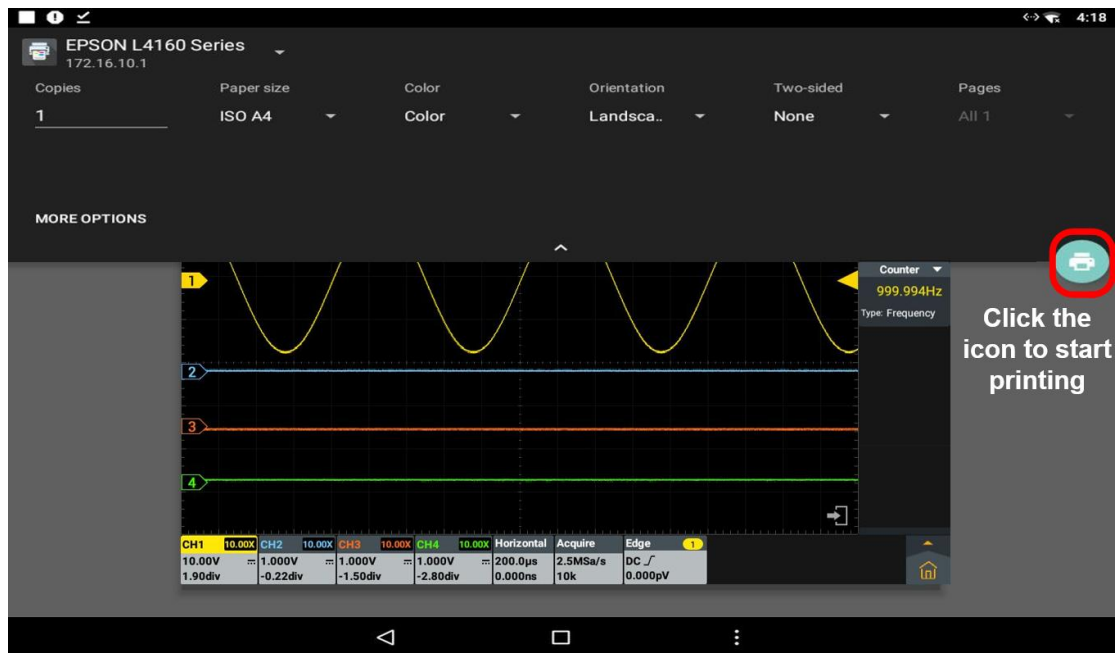 4:18
EPSON L4160 Series
172.16.10.1
Copies Paper size Color Orientation Two-sided Pages
1 ISO A4 Color Landsca.. None All 1
MORE OPTIONS
1
Counter
999.994Hz
Type: Frequency
Click the
icon to start
printing
2
3
4
CH1 10.00X CH2 10.00X CH3 10.00X CH4 10.00X Horizontal Acquire Edge 1
10.00V 1.000V 1.000V 1.000V 200.0μs 2.5MSa/s DC
1.90div -0.22div -1.50div -2.80div 0.000ns 10k 0.000pV